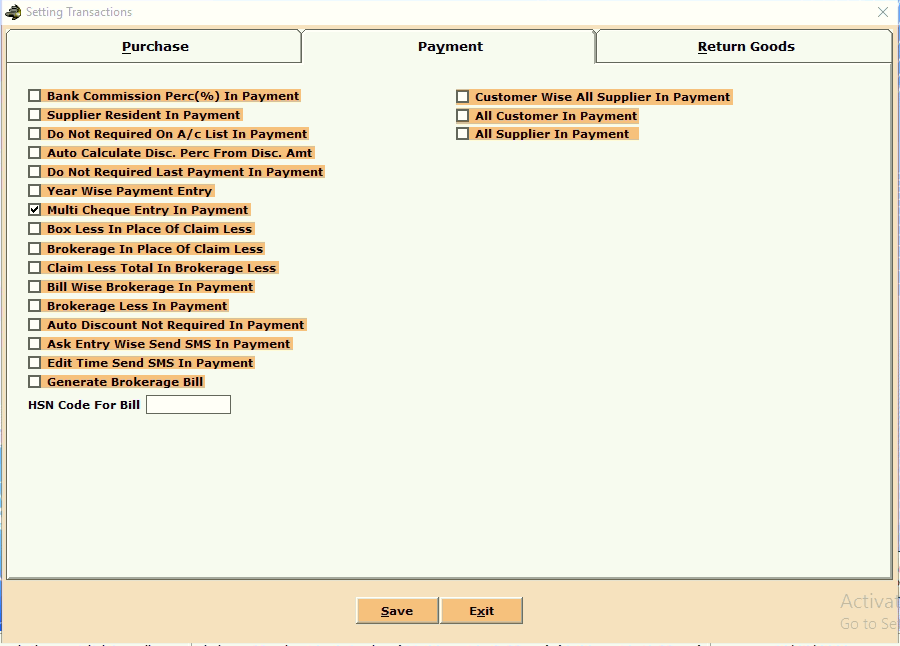 Setting Transactions
Purchase
Payment
Return Goods
Bank Commission Perc(%) In Payment
Supplier Resident In Payment
Do Not Required On A/c List In Payment
Auto Calculate Disc. Perc From Disc. Amt
Do Not Required Last Payment In Payment
Year Wise Payment Entry
Multi Cheque Entry In Payment
Box Less In Place Of Claim Less
Brokerage In Place Of Claim Less
Claim Less Total In Brokerage Less
Bill Wise Brokerage In Payment
Brokerage Less In Payment
Auto Discount Not Required In Payment
Ask Entry Wise Send SMS In Payment
Edit Time Send SMS In Payment
Generate Brokerage Bill
HSN Code For Bill
Customer Wise All Supplier In Payment
All Customer In Payment
All Supplier In Payment
Save
Exit
Activat
Go to Se